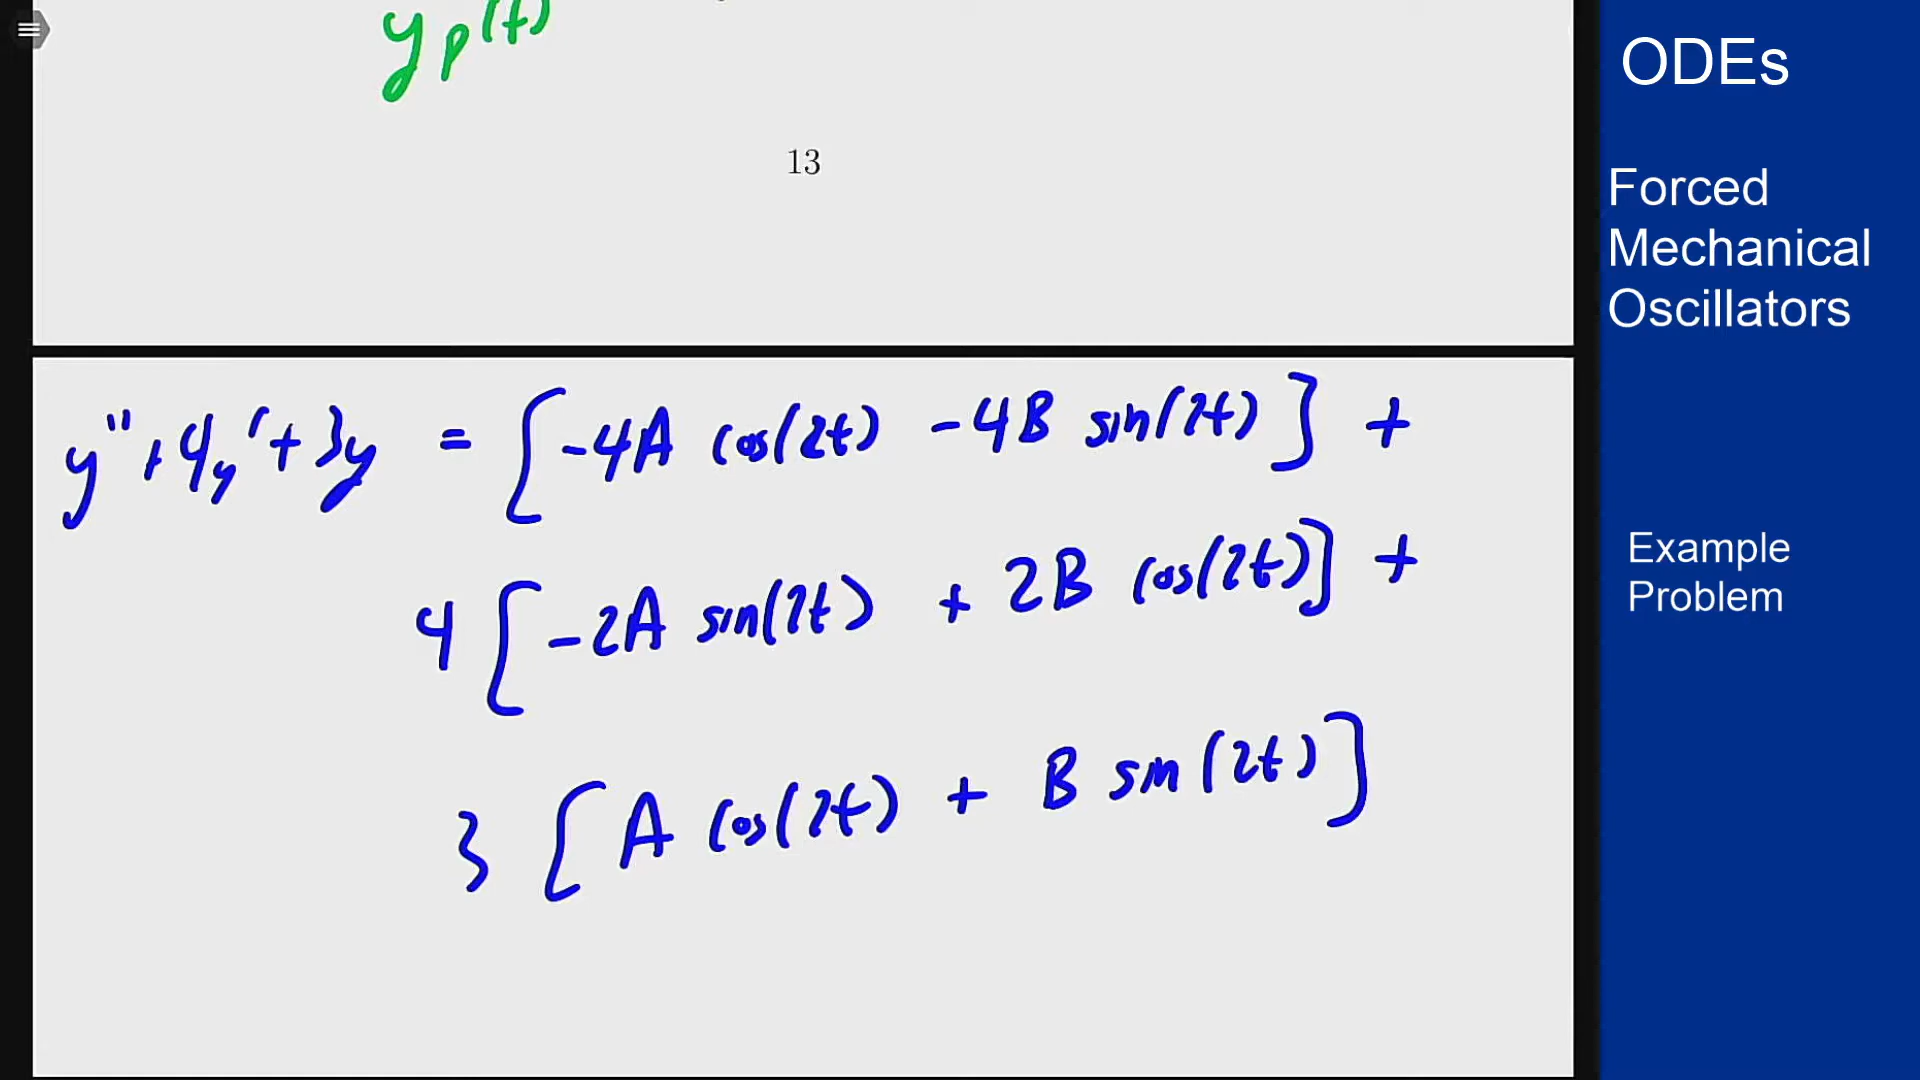 y_p(t)
13
y'' + 4y' + 3y = [-4A cos(2t) - 4B sin(2t)] +
4 [-2A sin(2t) + 2B cos(2t)] +
3 [A cos(2t) + B sin(2t)]
ODEs
Forced
Mechanical
Oscillators
Example
Problem